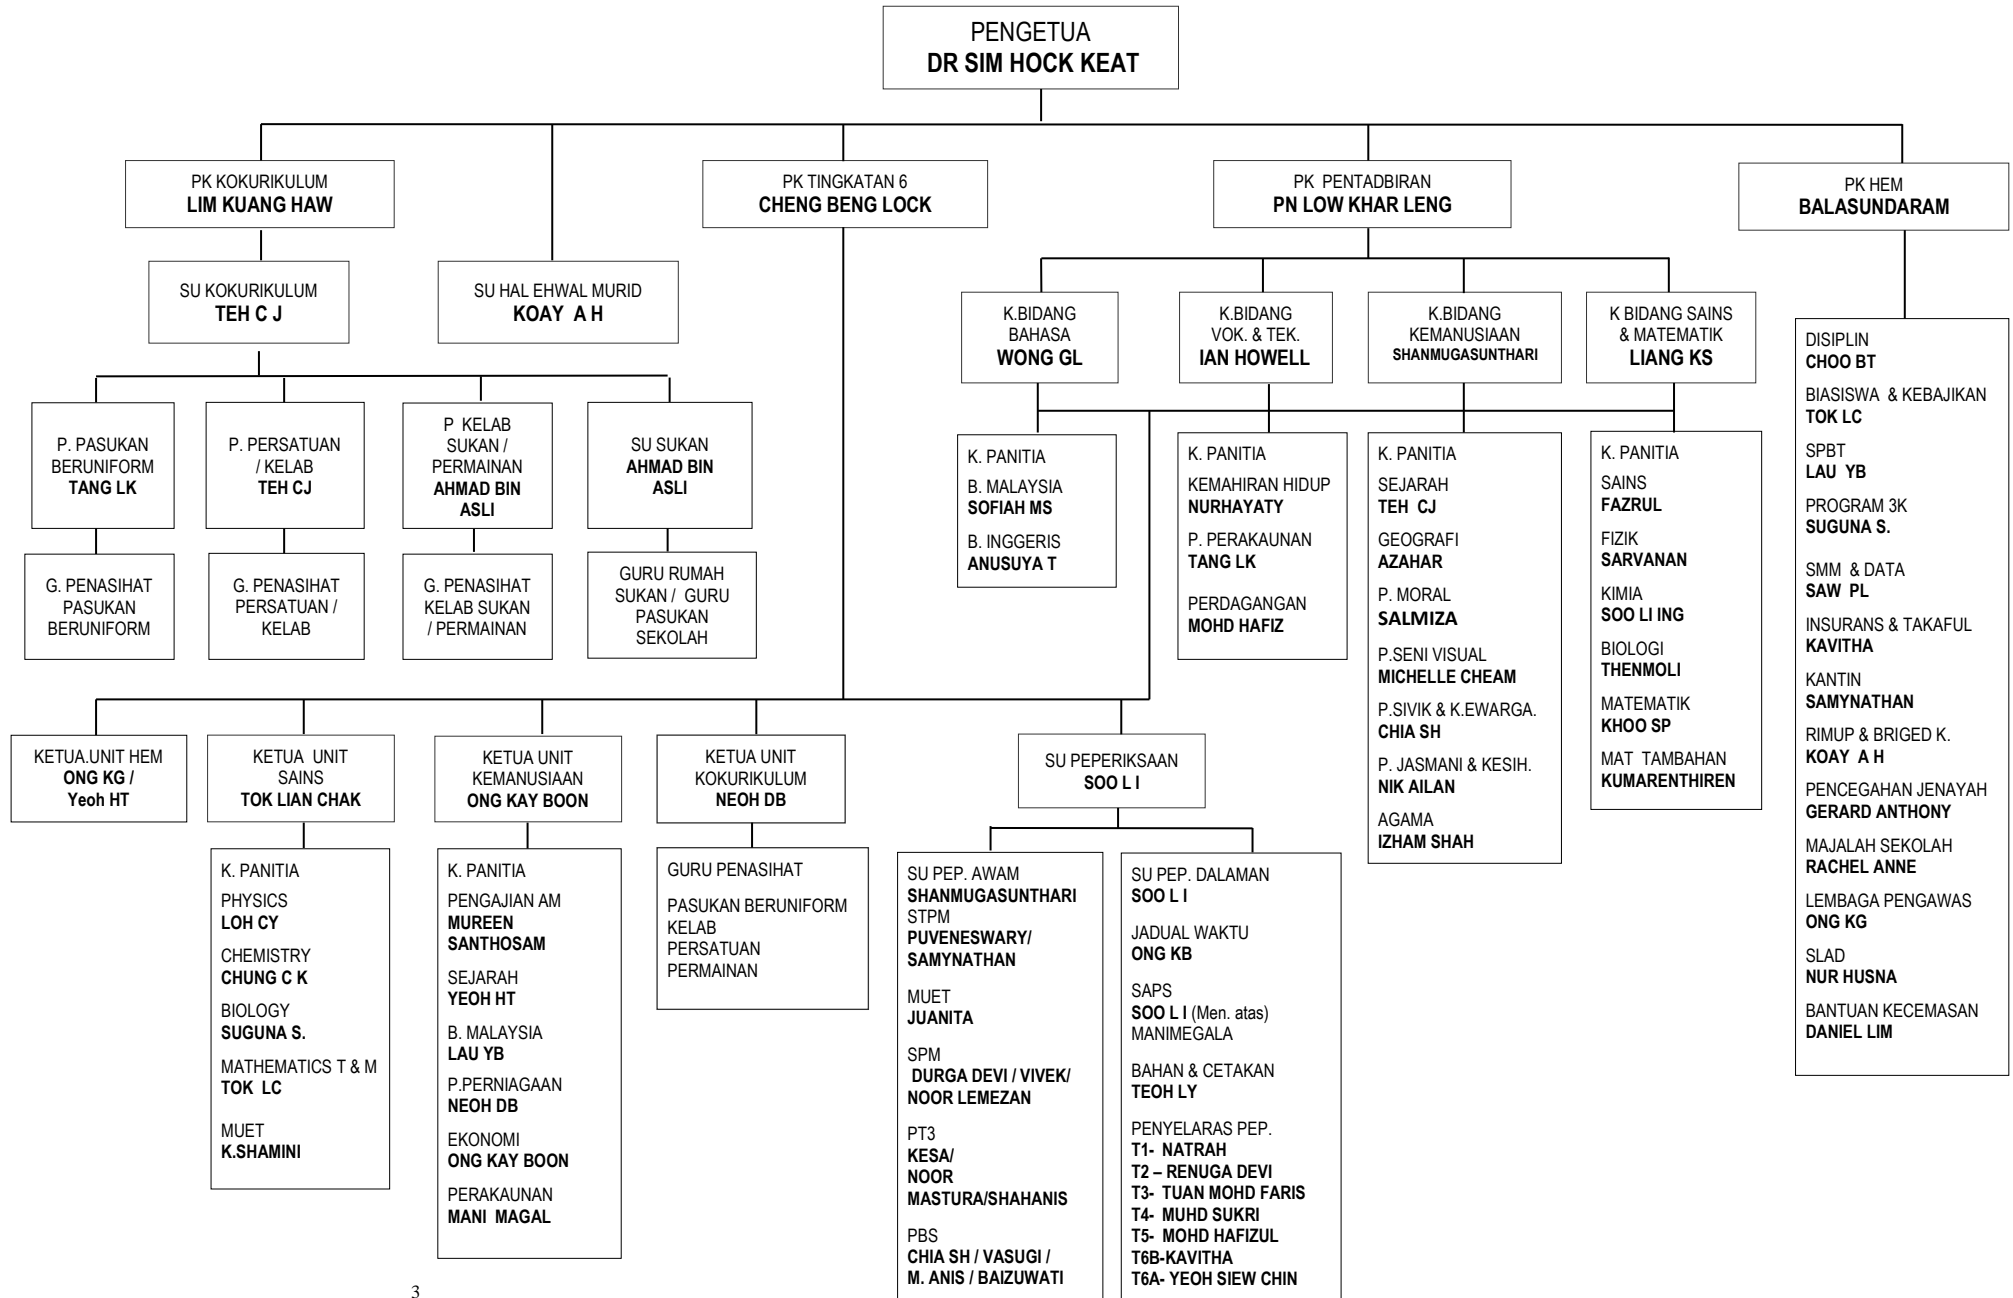 PENGETUA
DR SIM HOCK KEAT
PK KOKURIKULUM
LIM KUANG HAW
PK TINGKATAN 6
CHENG BENG LOCK
PK PENTADBIRAN
PN LOW KHAR LENG
PK HEM
BALASUNDARAM
SU KOKURIKULUM
TEH C J
SU HAL EHWAL MURID
KOAY A H
K.BIDANG
BAHASA
WONG GL
K.BIDANG
VOK. & TEK.
IAN HOWELL
K.BIDANG
KEMANUSIAAN
SHANMUGASUNTHARI
K BIDANG SAINS
& MATEMATIK
LIANG KS
P. PASUKAN
BERUNIFORM
TANG LK
P. PERSATUAN
/ KELAB
TEH CJ
P KELAB
SUKAN /
PERMAINAN
AHMAD BIN
ASLI
SU SUKAN
AHMAD BIN
ASLI
G. PENASIHAT
PASUKAN
BERUNIFORM
G. PENASIHAT
PERSATUAN /
KELAB
G. PENASIHAT
KELAB SUKAN
/ PERMAINAN
GURU RUMAH
SUKAN / GURU
PASUKAN
SEKOLAH
K. PANITIA
B. MALAYSIA
SOFIAH MS
B. INGGERIS
ANUSUYA T
K. PANITIA
KEMAHIRAN HIDUP
NURHAYATY
P. PERAKAUNAN
TANG LK
PERDAGANGAN
MOHD HAFIZ
K. PANITIA
SEJARAH
TEH CJ
GEOGRAFI
AZAHAR
P. MORAL
SALMIZA
P.SENI VISUAL
MICHELLE CHEAM
P.SIVIK & K.EWARGA.
CHIA SH
P. JASMANI & KESIH.
NIK AILAN
AGAMA
IZHAM SHAH
K. PANITIA
SAINS
FAZRUL
FIZIK
SARVANAN
KIMIA
SOO LI ING
BIOLOGI
THENMOLI
MATEMATIK
KHOO SP
MAT TAMBAHAN
KUMARENTHIREN
DISIPLIN
CHOO BT
BIASISWA & KEBAJIKAN
TOK LC
SPBT
LAU YB
PROGRAM 3K
SUGUNA S.
SMM & DATA
SAW PL
INSURANS & TAKAFUL
KAVITHA
KANTIN
SAMYNATHAN
RIMUP & BRIGED K.
KOAY A H
PENCEGAHAN JENAYAH
GERARD ANTHONY
MAJALAH SEKOLAH
RACHEL ANNE
LEMBAGA PENGAWAS
ONG KG
SLAD
NUR HUSNA
BANTUAN KECEMASAN
DANIEL LIM
KETUA.UNIT HEM
ONG KG /
Yeoh HT
KETUA UNIT
SAINS
TOK LIAN CHAK
KETUA UNIT
KEMANUSIAAN
ONG KAY BOON
KETUA UNIT
KOKURIKULUM
NEOH DB
SU PEPERIKSAAN
SOO L I
K. PANITIA
PHYSICS
LOH CY
CHEMISTRY
CHUNG C K
BIOLOGY
SUGUNA S.
MATHEMATICS T & M
TOK LC
MUET
K.SHAMINI
K. PANITIA
PENGAJIAN AM
MUREEN
SANTHOSAM
SEJARAH
YEOH HT
B. MALAYSIA
LAU YB
P.PERNIAGAAN
NEOH DB
EKONOMI
ONG KAY BOON
PERAKAUNAN
MANI MAGAL
GURU PENASIHAT
PASUKAN BERUNIFORM
KELAB
PERSATUAN
PERMAINAN
SU PEP. AWAM
SHANMUGASUNTHARI
STPM
PUVENESWARY/
SAMYNATHAN
MUET
JUANITA
SPM
DURGA DEVI / VIVEK/
NOOR LEMEZAN
PT3
KESA/
NOOR
MASTURA/SHAHANIS
PBS
CHIA SH / VASUGI /
M. ANIS / BAIZUWATI
SU PEP. DALAMAN
SOO L I
JADUAL WAKTU
ONG KB
SAPS
SOO L I (Men. atas)
MANIMEGALA
BAHAN & CETAKAN
TEOH LY
PENYELARAS PEP.
T1- NATRAH
T2 – RENUGA DEVI
T3- TUAN MOHD FARIS
T4- MUHD SUKRI
T5- MOHD HAFIZUL
T6B-KAVITHA
T6A- YEOH SIEW CHIN
3